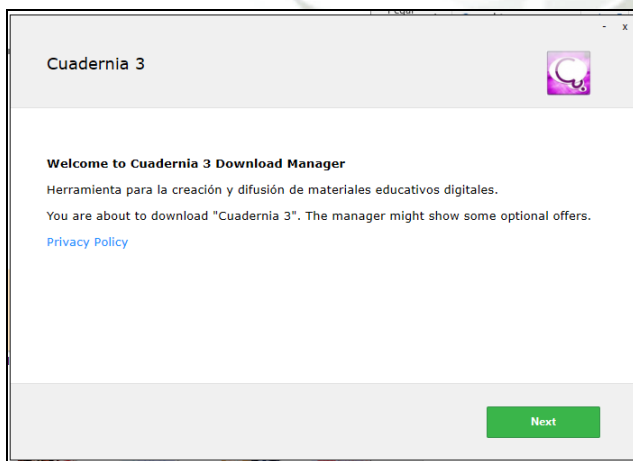 - x
Cuadernia 3
Welcome to Cuadernia 3 Download Manager
Herramienta para la creación y difusión de materiales educativos digitales.
You are about to download "Cuadernia 3". The manager might show some optional offers.
Privacy Policy
Next